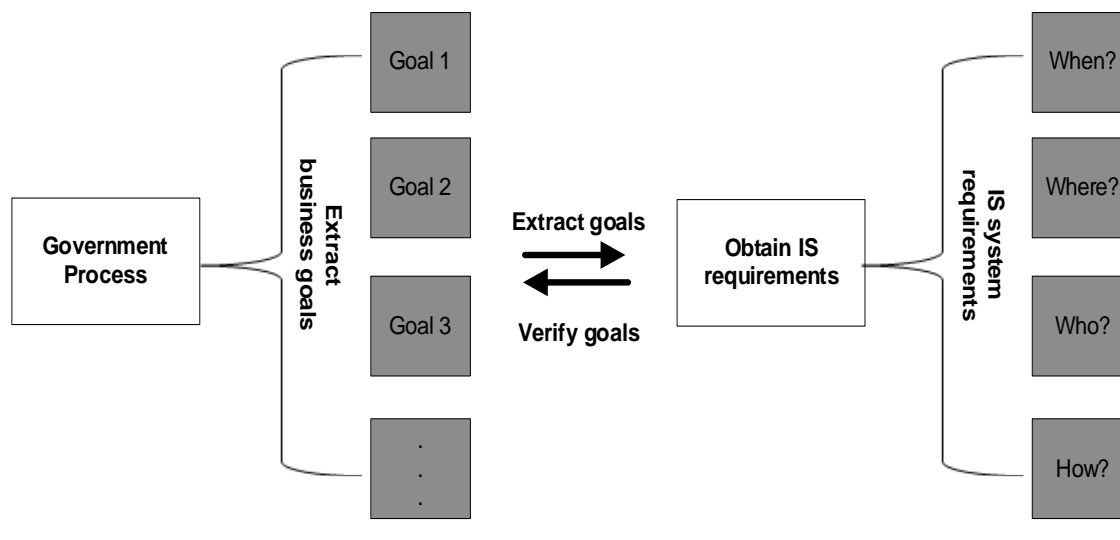 Government
Process
Extract
business goals
Goal 1
Goal 2
Goal 3
.
.
.
Extract goals
Verify goals
Obtain IS
requirements
IS system
requirements
When?
Where?
Who?
How?